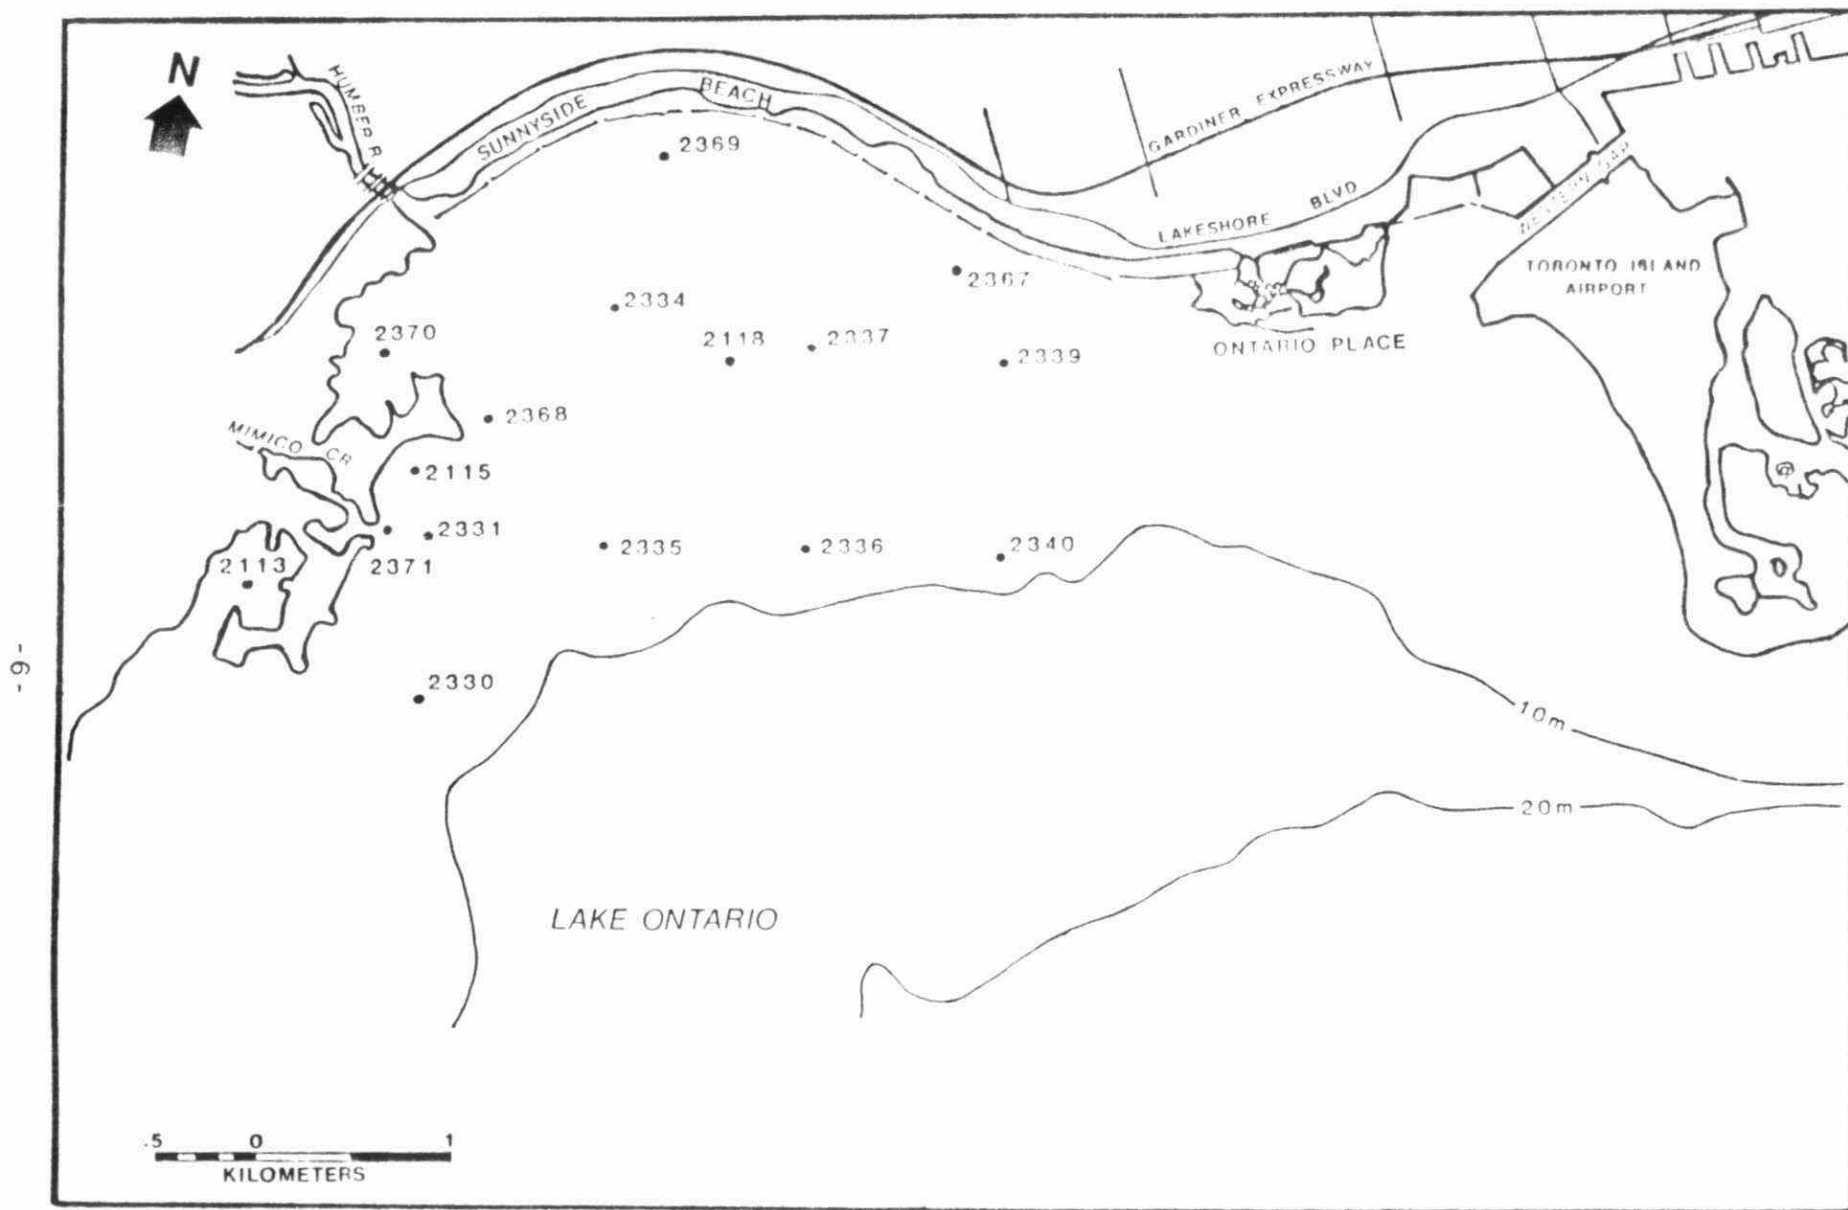 N
HUMBER R.
SUNNYSIDE BEACH
GARDINER EXPRESSWAY
2369
LAKESHORE BLVD
WESTERN GAP
TORONTO ISLAND
AIRPORT
2367
2334
2370
2118
2337
2339
ONTARIO PLACE
2368
MIMICO CR
2115
2331
2335
2336
2340
2113
2371
2330
- 9 -
10m
20m
LAKE ONTARIO
.5 0 1
KILOMETERS